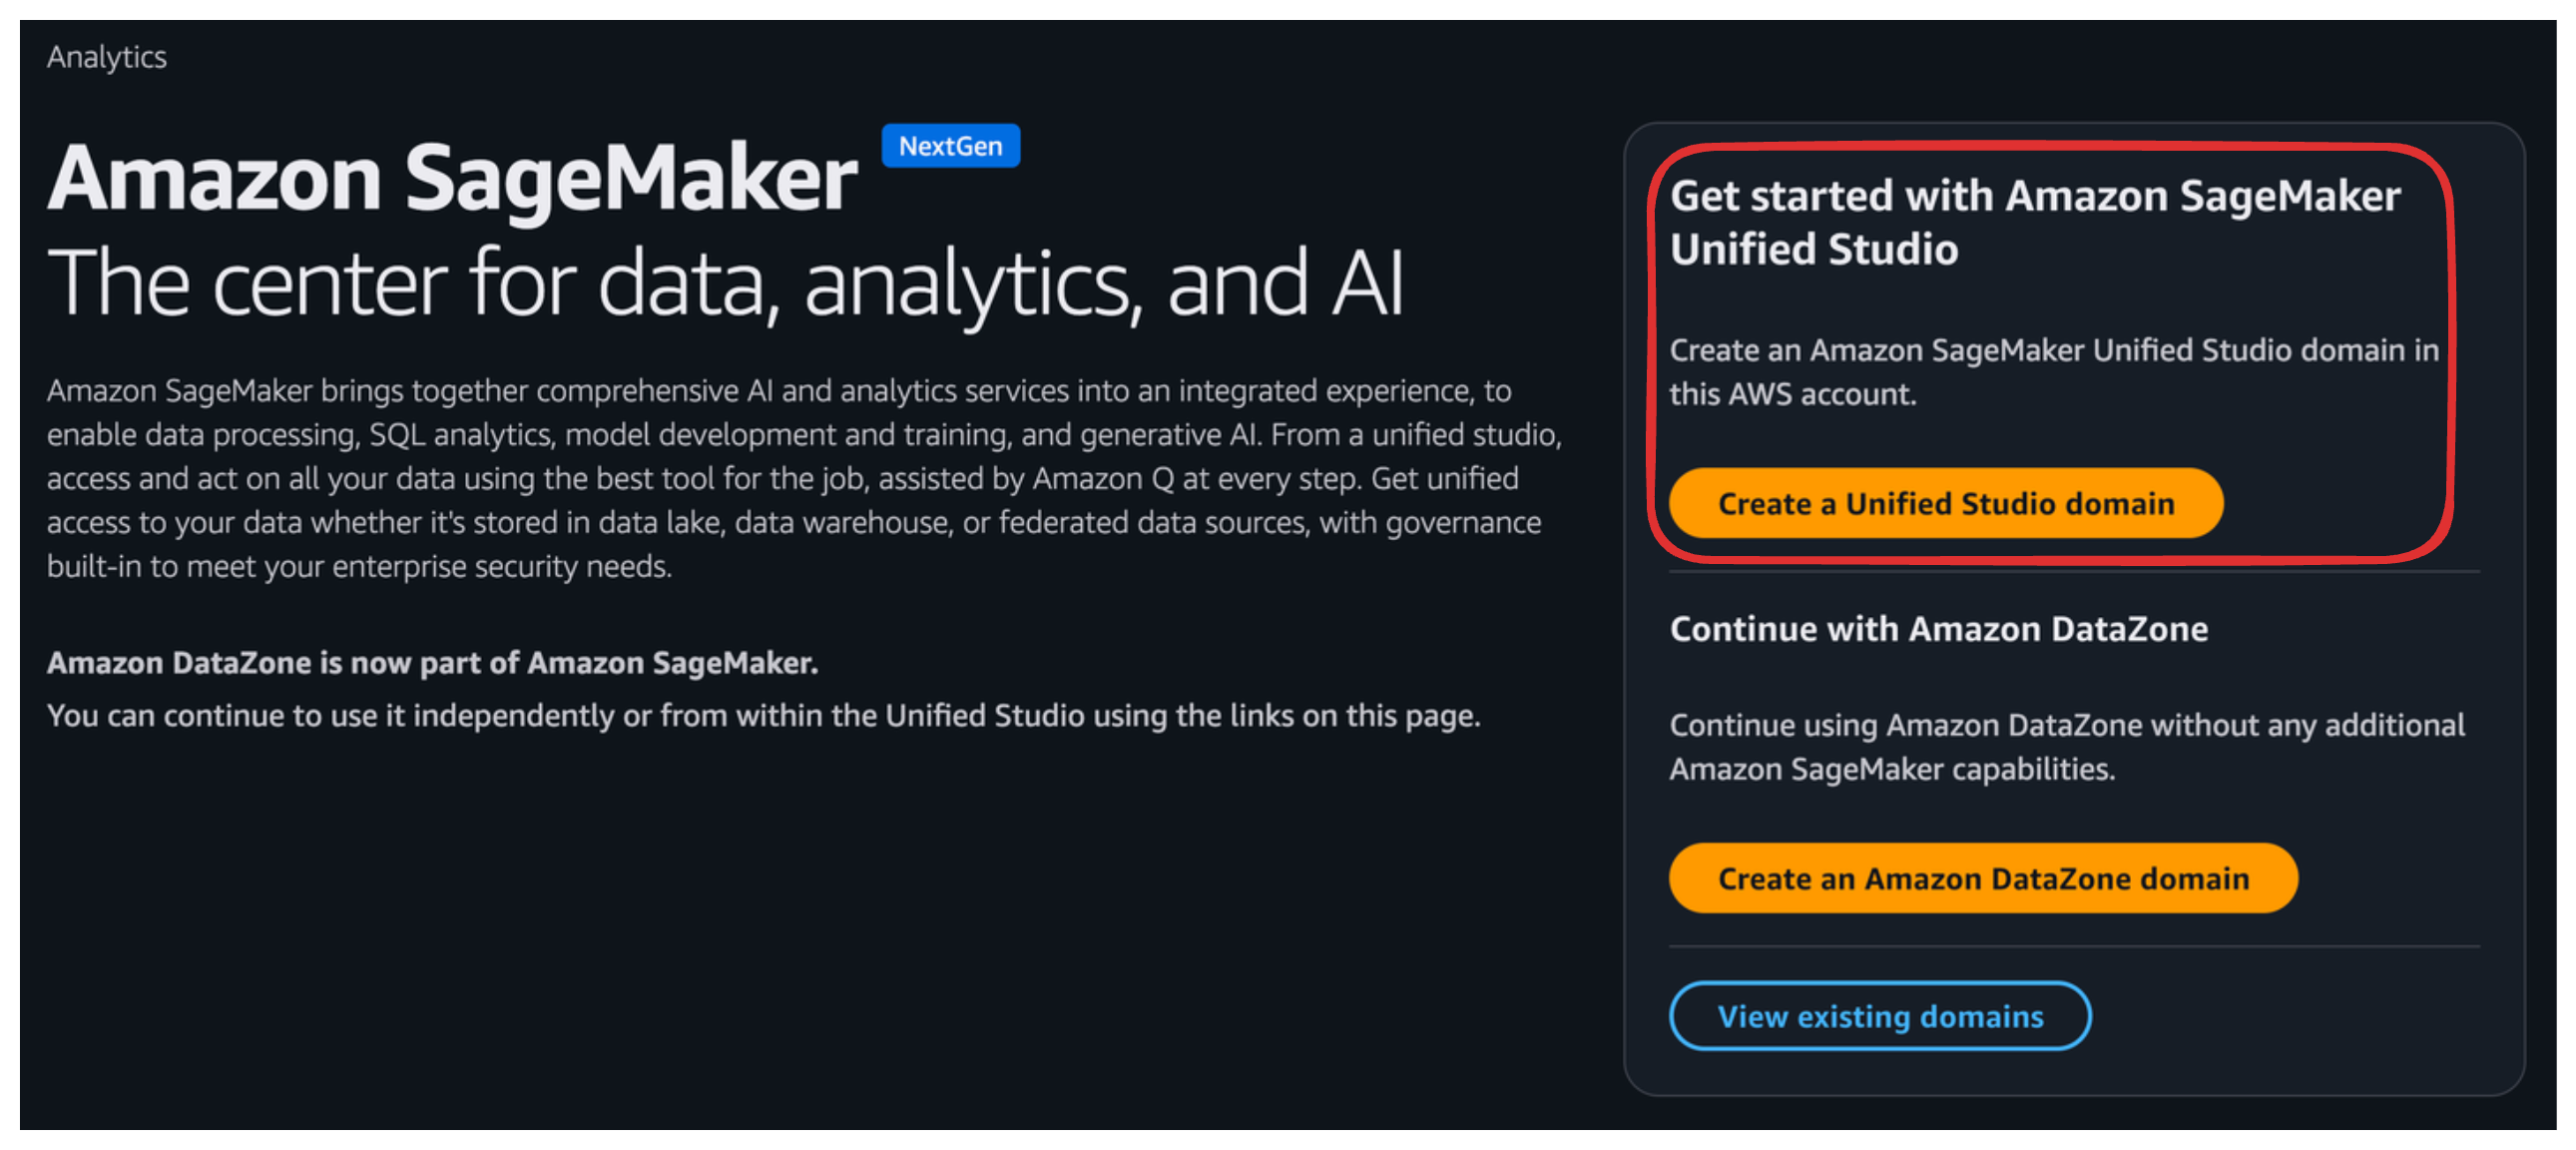 Analytics
Amazon SageMaker NextGen
The center for data, analytics, and AI
Amazon SageMaker brings together comprehensive AI and analytics services into an integrated experience, to
enable data processing, SQL analytics, model development and training, and generative AI. From a unified studio,
access and act on all your data using the best tool for the job, assisted by Amazon Q at every step. Get unified
access to your data whether it's stored in data lake, data warehouse, or federated data sources, with governance
built-in to meet your enterprise security needs.
Amazon DataZone is now part of Amazon SageMaker.
You can continue to use it independently or from within the Unified Studio using the links on this page.
Get started with Amazon SageMaker
Unified Studio
Create an Amazon SageMaker Unified Studio domain in
this AWS account.
Create a Unified Studio domain
Continue with Amazon DataZone
Continue using Amazon DataZone without any additional
Amazon SageMaker capabilities.
Create an Amazon DataZone domain
View existing domains